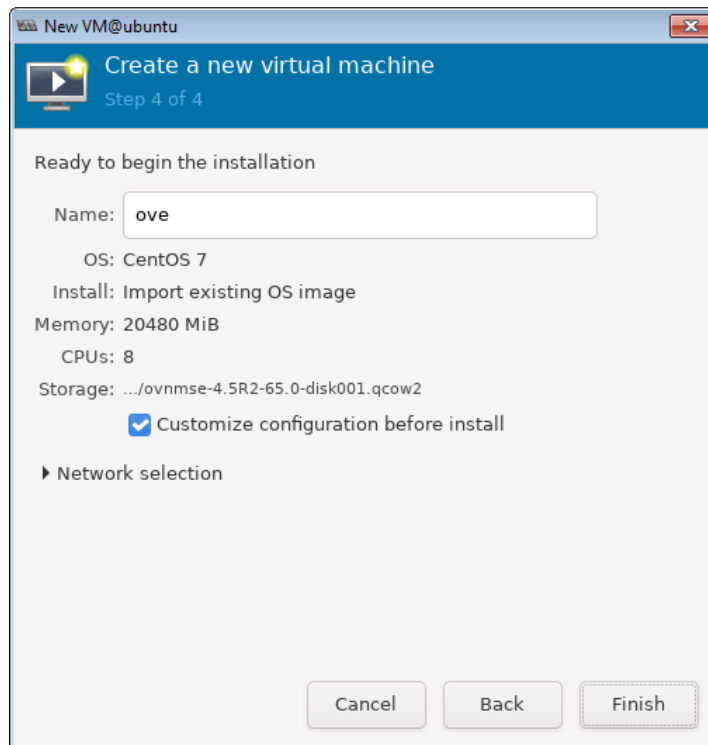 New VM@ubuntu
Create a new virtual machine
Step 4 of 4
Ready to begin the installation
Name: ove
OS: CentOS 7
Install: Import existing OS image
Memory: 20480 MiB
CPUs: 8
Storage: .../ovnmse-4.5R2-65.0-disk001.qcow2
Customize configuration before install
Network selection
Cancel Back Finish